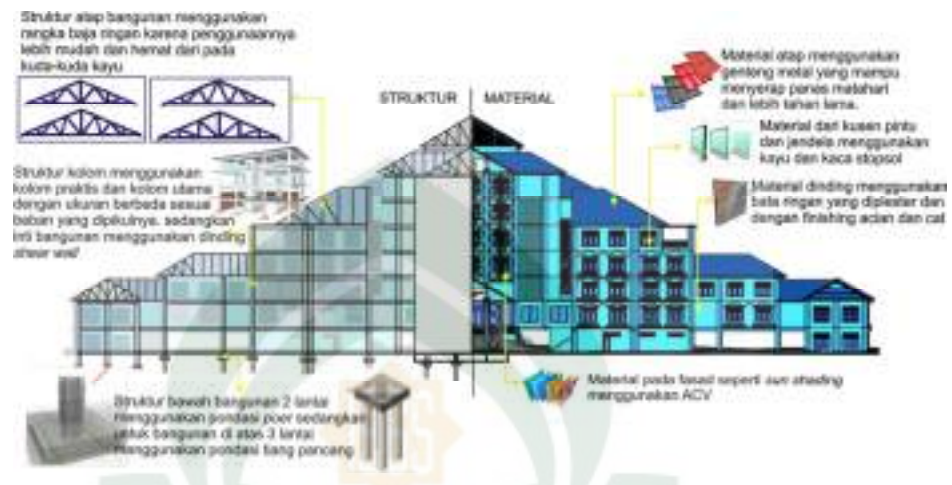 Struktur atap bangunan menggunakan
rangka baja ringan karena penggunaannya
lebih mudah dan hemat dari pada
kuda-kuda kayu
STRUKTUR
MATERIAL
Material atap menggunakan
genteng metal yang mampu
menyerap panas matahari
dan lebih tahan lama.
Material dari kusen pintu
dan jendela menggunakan
kayu dan kaca stopsol
Struktur kolom menggunakan
kolom praktis dan kolom utama
dengan ukuran berbeda sesuai
beban yang dipikulnya, sedangkan
inti bangunan menggunakan dinding
shear wall
Material dinding menggunakan
bata ringan yang diplester dan
dengan finishing acian dan cat
Struktur bawah bangunan 2 lantai
menggunakan pondasi poer sedangkan
untuk bangunan di atas 3 lantai
menggunakan pondasi tiang pancang
Material pada fasad seperti sun shading
menggunakan ACV